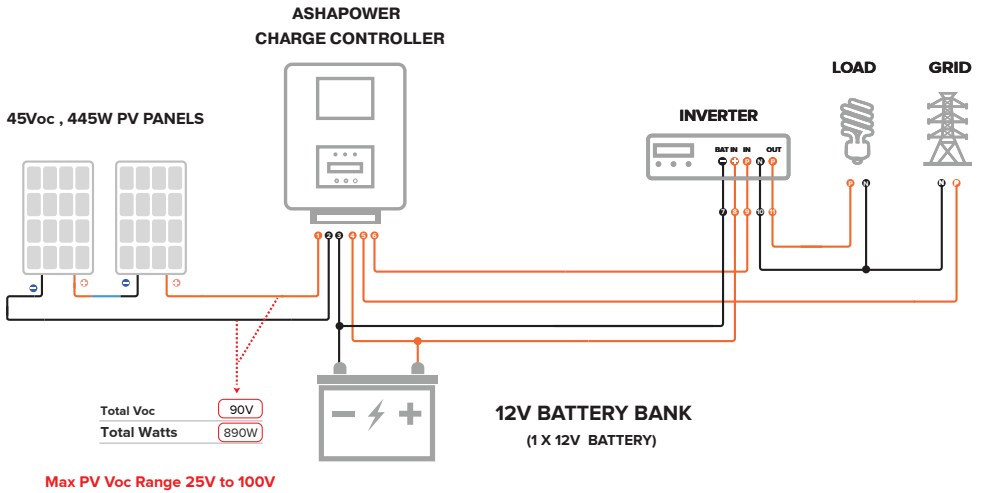 ASHAPOWER
CHARGE CONTROLLER
LOAD
GRID
45Voc , 445W PV PANELS
INVERTER
BAT IN IN OUT
− + P N P
P N
N P
7 8 9 10 11
1 2 3 4 5 6
− + − +
Total Voc 90V
Total Watts 890W
12V BATTERY BANK
(1 X 12V BATTERY)
Max PV Voc Range 25V to 100V